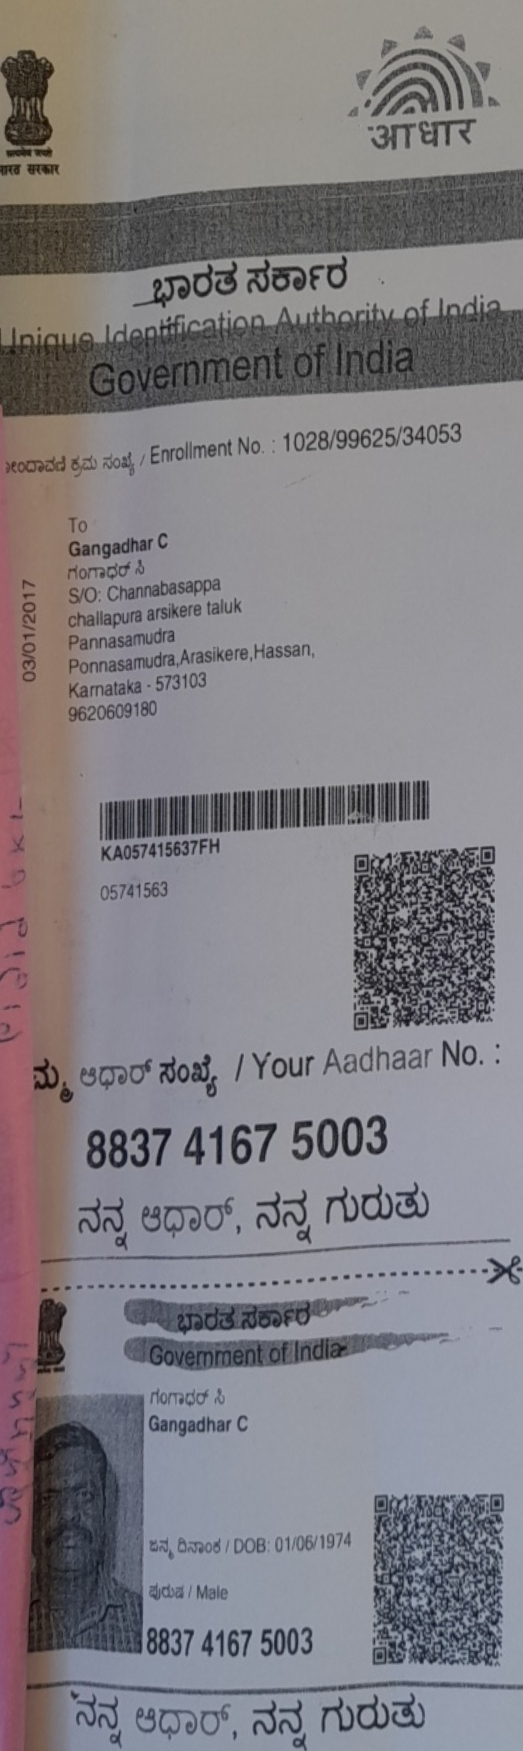 आधार
भारत सरकार
ಭಾರತ ಸರ್ಕಾರ
Unique Identification Authority of India
Government of India
ಕ್ರಮ ಸಂಖ್ಯೆ / Enrollment No. : 1028/99625/34053
To
Gangadhar C
ಗಂಗಾಧರ್ ಸಿ
S/O: Channabasappa
challapura arsikere taluk
Pannasamudra
Ponnasamudra,Arasikere,Hassan,
Karnataka - 573103
9620609180
03/01/2017
KA057415637FH
05741563
ಆಧಾರ್ ಸಂಖ್ಯೆ / Your Aadhaar No. :
8837 4167 5003
ನನ್ನ ಆಧಾರ್, ನನ್ನ ಗುರುತು
ಭಾರತ ಸರ್ಕಾರ
Government of India
ಗಂಗಾಧರ್ ಸಿ
Gangadhar C
ಜನ್ಮ ದಿನಾಂಕ / DOB: 01/06/1974
ಪುರುಷ / Male
8837 4167 5003
ನನ್ನ ಆಧಾರ್, ನನ್ನ ಗುರುತು